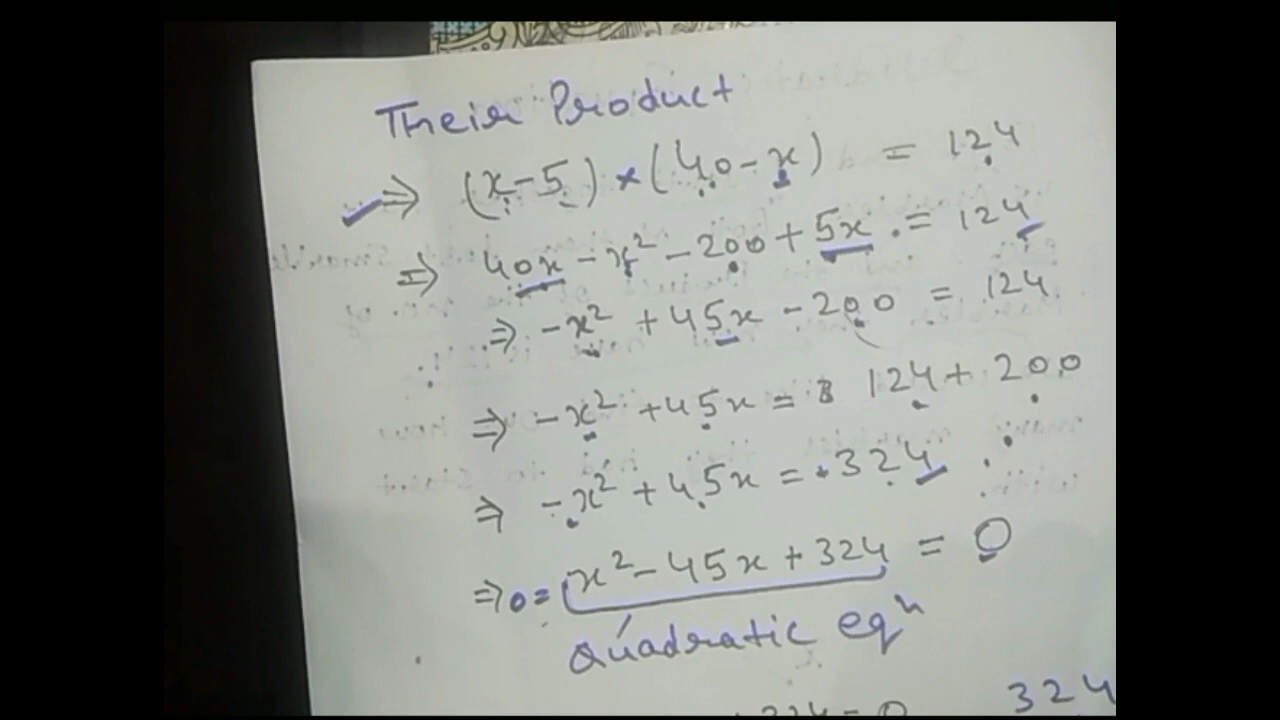 Their Product
⇒ (x-5) × (40-x) = 124
⇒ 40x - x² - 200 + 5x = 124
⇒ -x² + 45x - 200 = 124
⇒ -x² + 45x = 124 + 200
⇒ -x² + 45x = 324
⇒ 0 = x² - 45x + 324 = 0
Quadratic eqⁿ
324